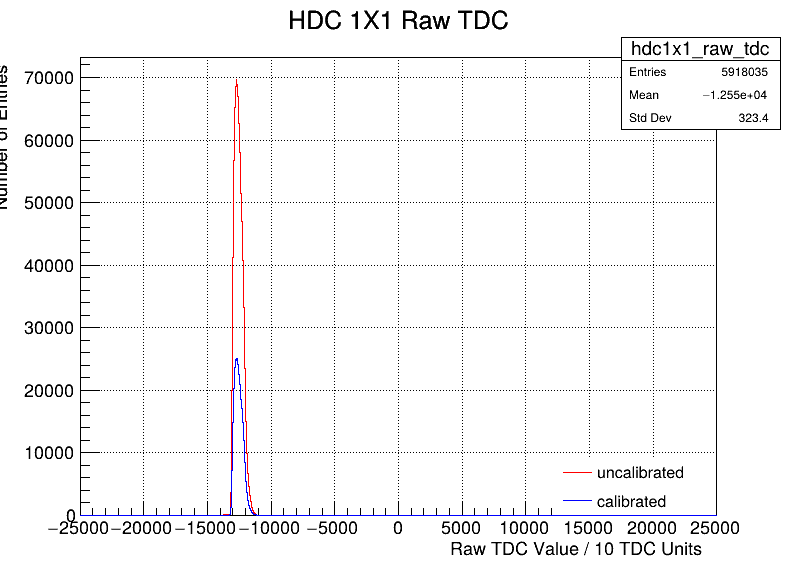 HDC 1X1 Raw TDC
hdc1x1_raw_tdc
Entries 5918035
Mean −1.255e+04
Std Dev 323.4
Number of Entries
70000
60000
50000
40000
30000
20000
10000
0
uncalibrated
calibrated
−25000 −20000 −15000 −10000 −5000 0 5000 10000 15000 20000 25000
Raw TDC Value / 10 TDC Units